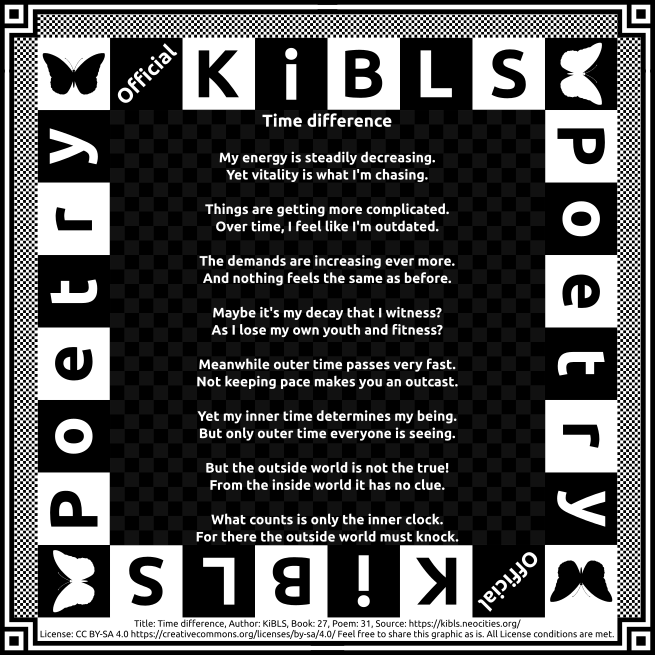 Official KiBLS
Poetry
Poetry
Time difference
My energy is steadily decreasing.
Yet vitality is what I'm chasing.
Things are getting more complicated.
Over time, I feel like I'm outdated.
The demands are increasing ever more.
And nothing feels the same as before.
Maybe it's my decay that I witness?
As I lose my own youth and fitness?
Meanwhile outer time passes very fast.
Not keeping pace makes you an outcast.
Yet my inner time determines my being.
But only outer time everyone is seeing.
But the outside world is not the true!
From the inside world it has no clue.
What counts is only the inner clock.
For there the outside world must knock.
Official KiBLS
Title: Time difference, Author: KiBLS, Book: 27, Poem: 31, Source: https://kibls.neocities.org/
License: CC BY-SA 4.0 https://creativecommons.org/licenses/by-sa/4.0/ Feel free to share this graphic as is. All License conditions are met.